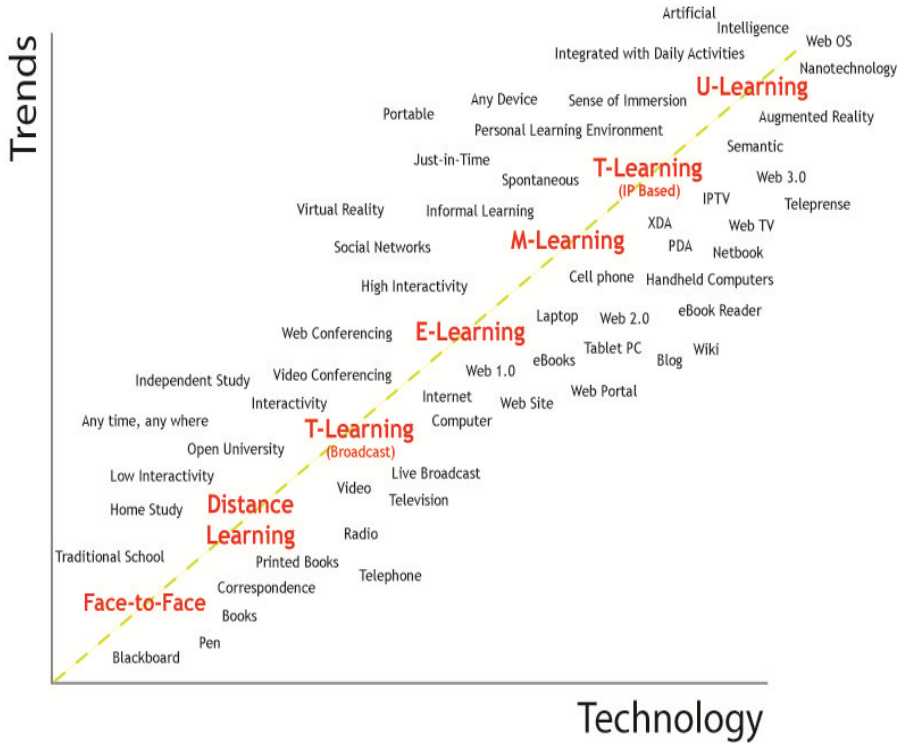 Artificial
Intelligence
Web OS
Integrated with Daily Activities
Nanotechnology
Trends
U-Learning
Any Device
Sense of Immersion
Portable
Augmented Reality
Personal Learning Environment
Semantic
Just-in-Time
T-Learning
Spontaneous
(IP Based)
Web 3.0
IPTV
Teleprense
Virtual Reality
Informal Learning
XDA
Web TV
M-Learning
Social Networks
PDA
Netbook
Cell phone
Handheld Computers
High Interactivity
eBook Reader
Laptop
Web 2.0
E-Learning
Web Conferencing
Tablet PC
Wiki
eBooks
Blog
Web 1.0
Video Conferencing
Independent Study
Web Portal
Internet
Interactivity
Web Site
Any time, any where
Computer
T-Learning
(Broadcast)
Open University
Low Interactivity
Live Broadcast
Video
Television
Distance
Learning
Home Study
Radio
Traditional School
Printed Books
Telephone
Correspondence
Face-to-Face
Books
Pen
Blackboard
Technology